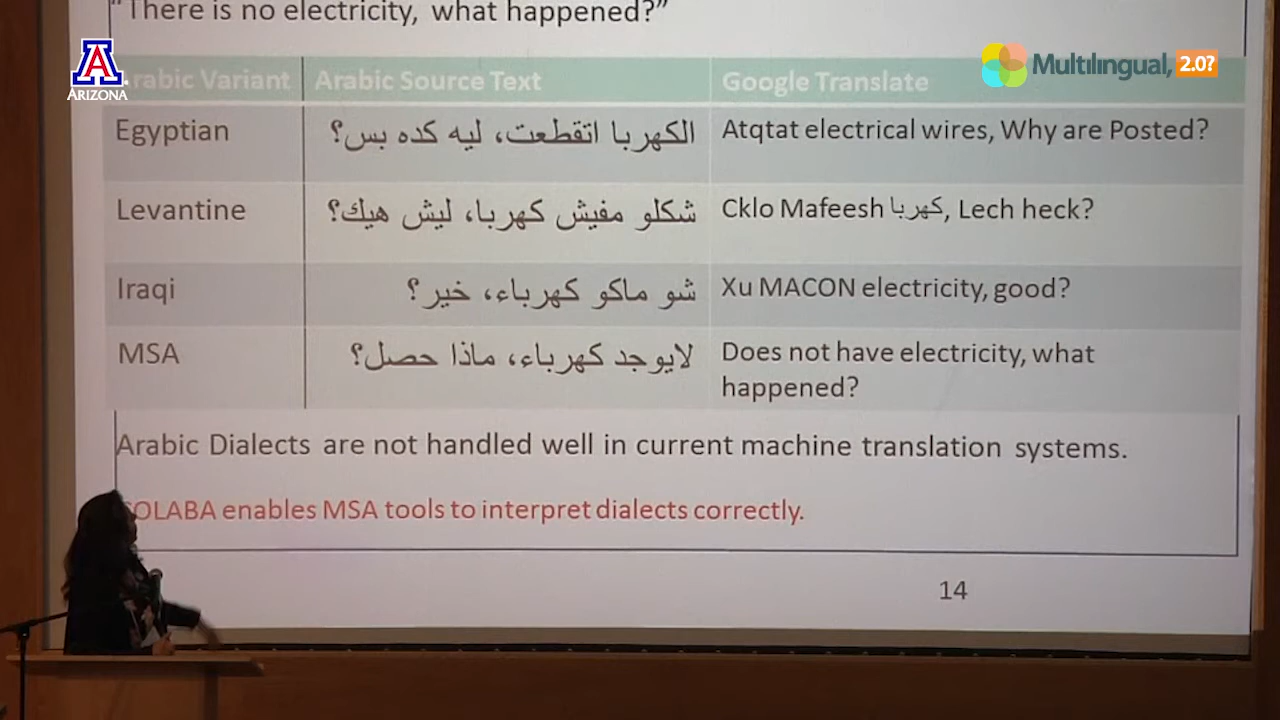 "There is no electricity, what happened?"
A
ARIZONA
Multilingual, 2.0?
Arabic Variant Arabic Source Text Google Translate
Egyptian الكهربا اتقطعت، ليه كده بس؟ Atqtat electrical wires, Why are Posted?
Levantine شكلو مفيش كهربا، ليش هيك؟ Cklo Mafeesh كهربا, Lech heck?
Iraqi شو ماكو كهرباء، خير؟ Xu MACON electricity, good?
MSA لايوجد كهرباء، ماذا حصل؟ Does not have electricity, what
happened?
Arabic Dialects are not handled well in current machine translation systems.
COLABA enables MSA tools to interpret dialects correctly.
14